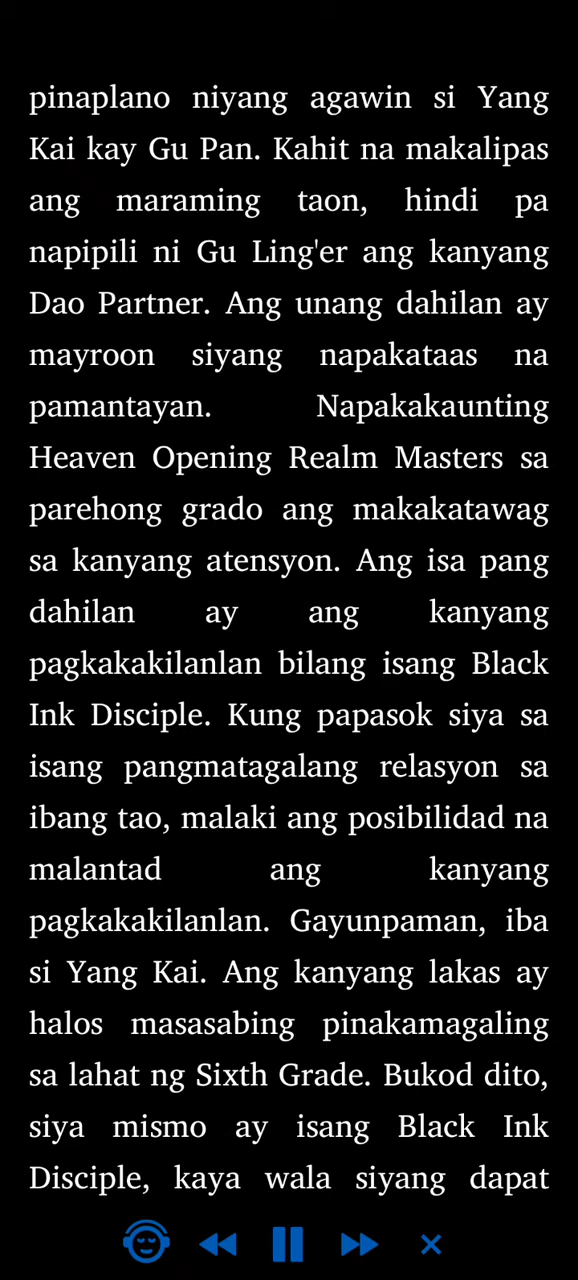 pinaplano niyang agawin si Yang
Kai kay Gu Pan. Kahit na makalipas
ang maraming taon, hindi pa
napipili ni Gu Ling'er ang kanyang
Dao Partner. Ang unang dahilan ay
mayroon siyang napakataas na
pamantayan. Napakakaunting
Heaven Opening Realm Masters sa
parehong grado ang makakatawag
sa kanyang atensyon. Ang isa pang
dahilan ay ang kanyang
pagkakakilanlan bilang isang Black
Ink Disciple. Kung papasok siya sa
isang pangmatagalang relasyon sa
ibang tao, malaki ang posibilidad na
malantad ang kanyang
pagkakakilanlan. Gayunpaman, iba
si Yang Kai. Ang kanyang lakas ay
halos masasabing pinakamagaling
sa lahat ng Sixth Grade. Bukod dito,
siya mismo ay isang Black Ink
Disciple, kaya wala siyang dapat